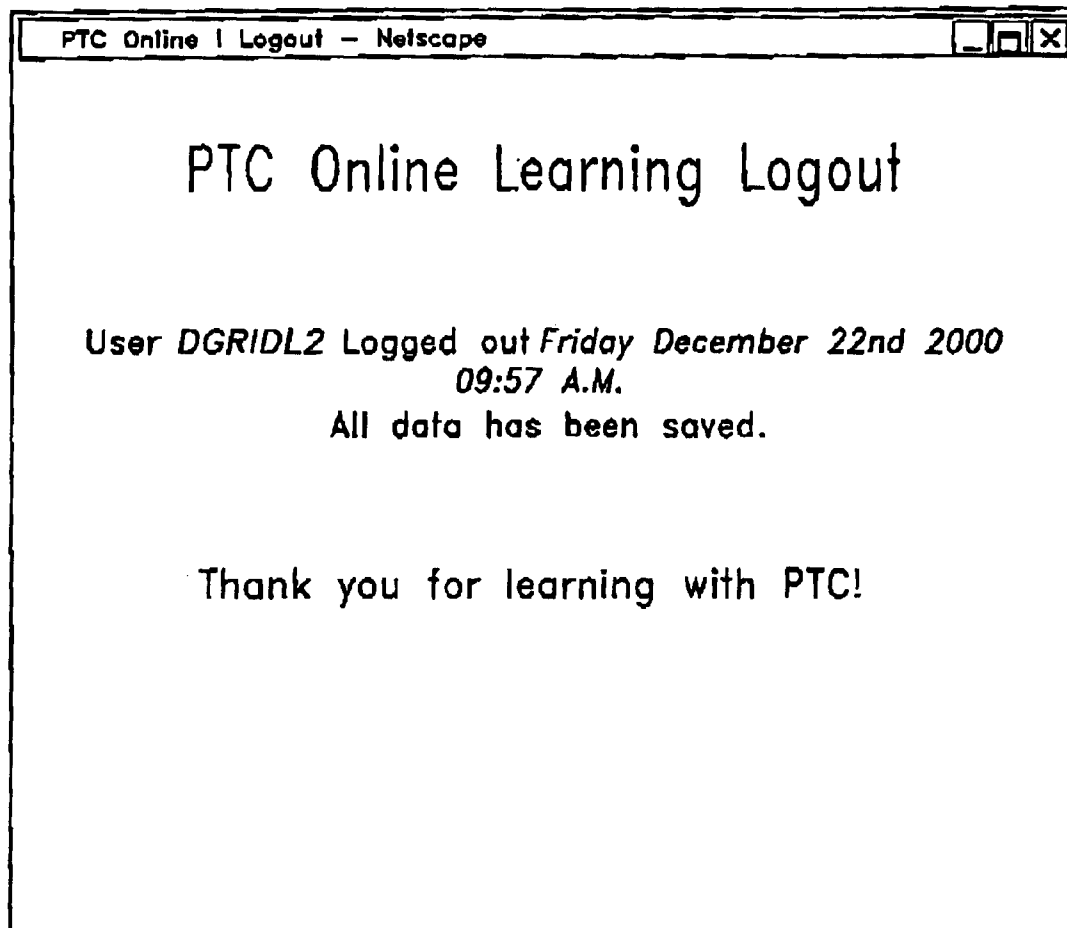 PTC Online | Logout – Netscape
PTC Online Learning Logout
User DGRIDL2 Logged out Friday December 22nd 2000
09:57 A.M.
All data has been saved.
Thank you for learning with PTC!